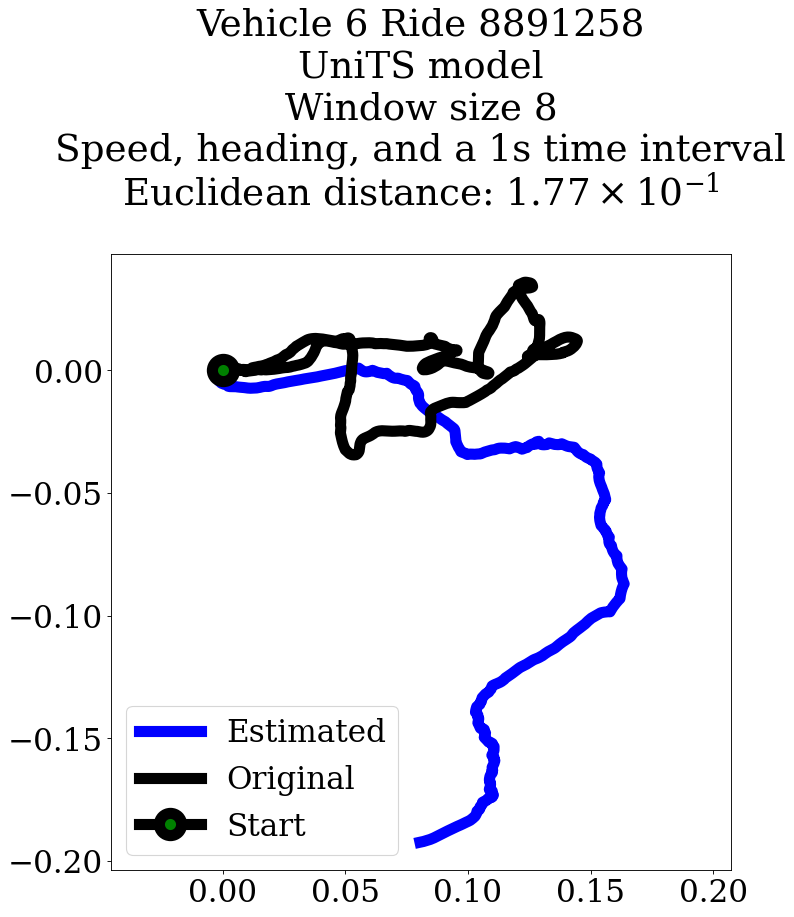 Vehicle 6 Ride 8891258
UniTS model
Window size 8
Speed, heading, and a 1s time interval
Euclidean distance: 1.77 × 10⁻¹
0.00
−0.05
−0.10
−0.15
−0.20
Estimated
Original
Start
0.00 0.05 0.10 0.15 0.20